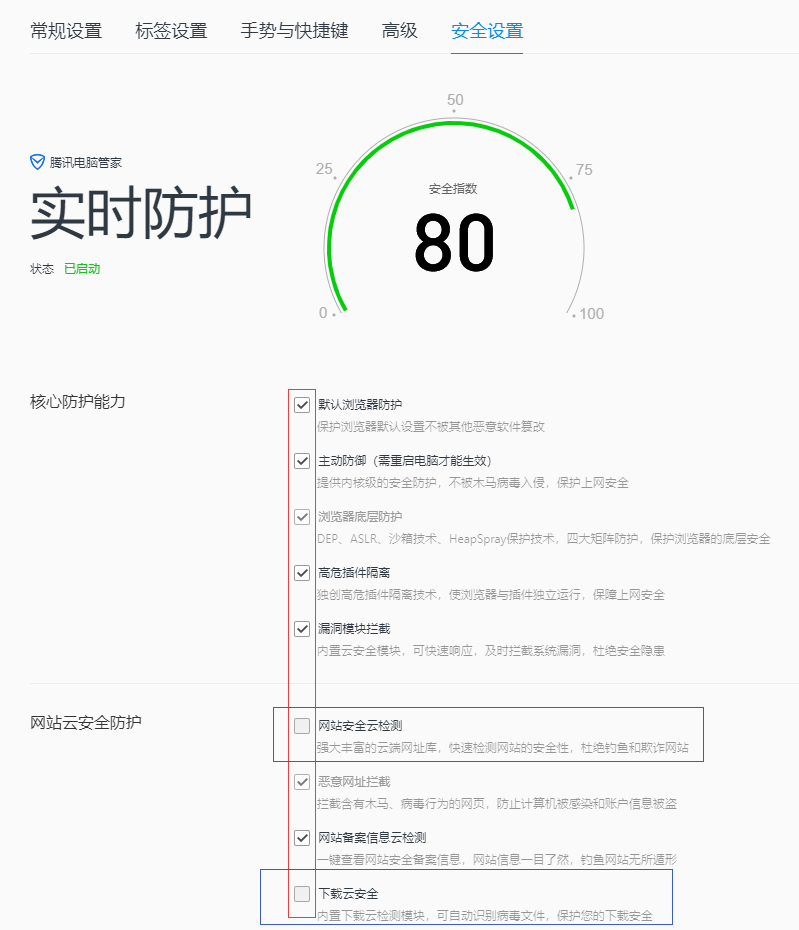 常规设置 标签设置 手势与快捷键 高级 安全设置
50
25
75
安全指数
80
0
100
腾讯电脑管家
实时防护
状态 已启动
核心防护能力
默认浏览器防护
保护浏览器默认设置不被其他恶意软件篡改
主动防御（需重启电脑才能生效）
提供内核级的安全防护，不被木马病毒入侵，保护上网安全
浏览器底层防护
DEP、ASLR、沙箱技术、HeapSpray保护技术，四大矩阵防护，保护浏览器的底层安全
高危插件隔离
独创高危插件隔离技术，使浏览器与插件独立运行，保障上网安全
漏洞模块拦截
内置云安全模块，可快速响应，及时拦截系统漏洞，杜绝安全隐患
网站云安全防护
网站安全云检测
强大丰富的云端网址库，快速检测网站的安全性，杜绝钓鱼和欺诈网站
恶意网址拦截
拦截含有木马、病毒行为的网页，防止计算机被感染和账户信息被盗
网站备案信息云检测
一键查看网站安全备案信息，网站信息一目了然，钓鱼网站无所遁形
下载云安全
内置下载云检测模块，可自动识别病毒文件，保护您的下载安全